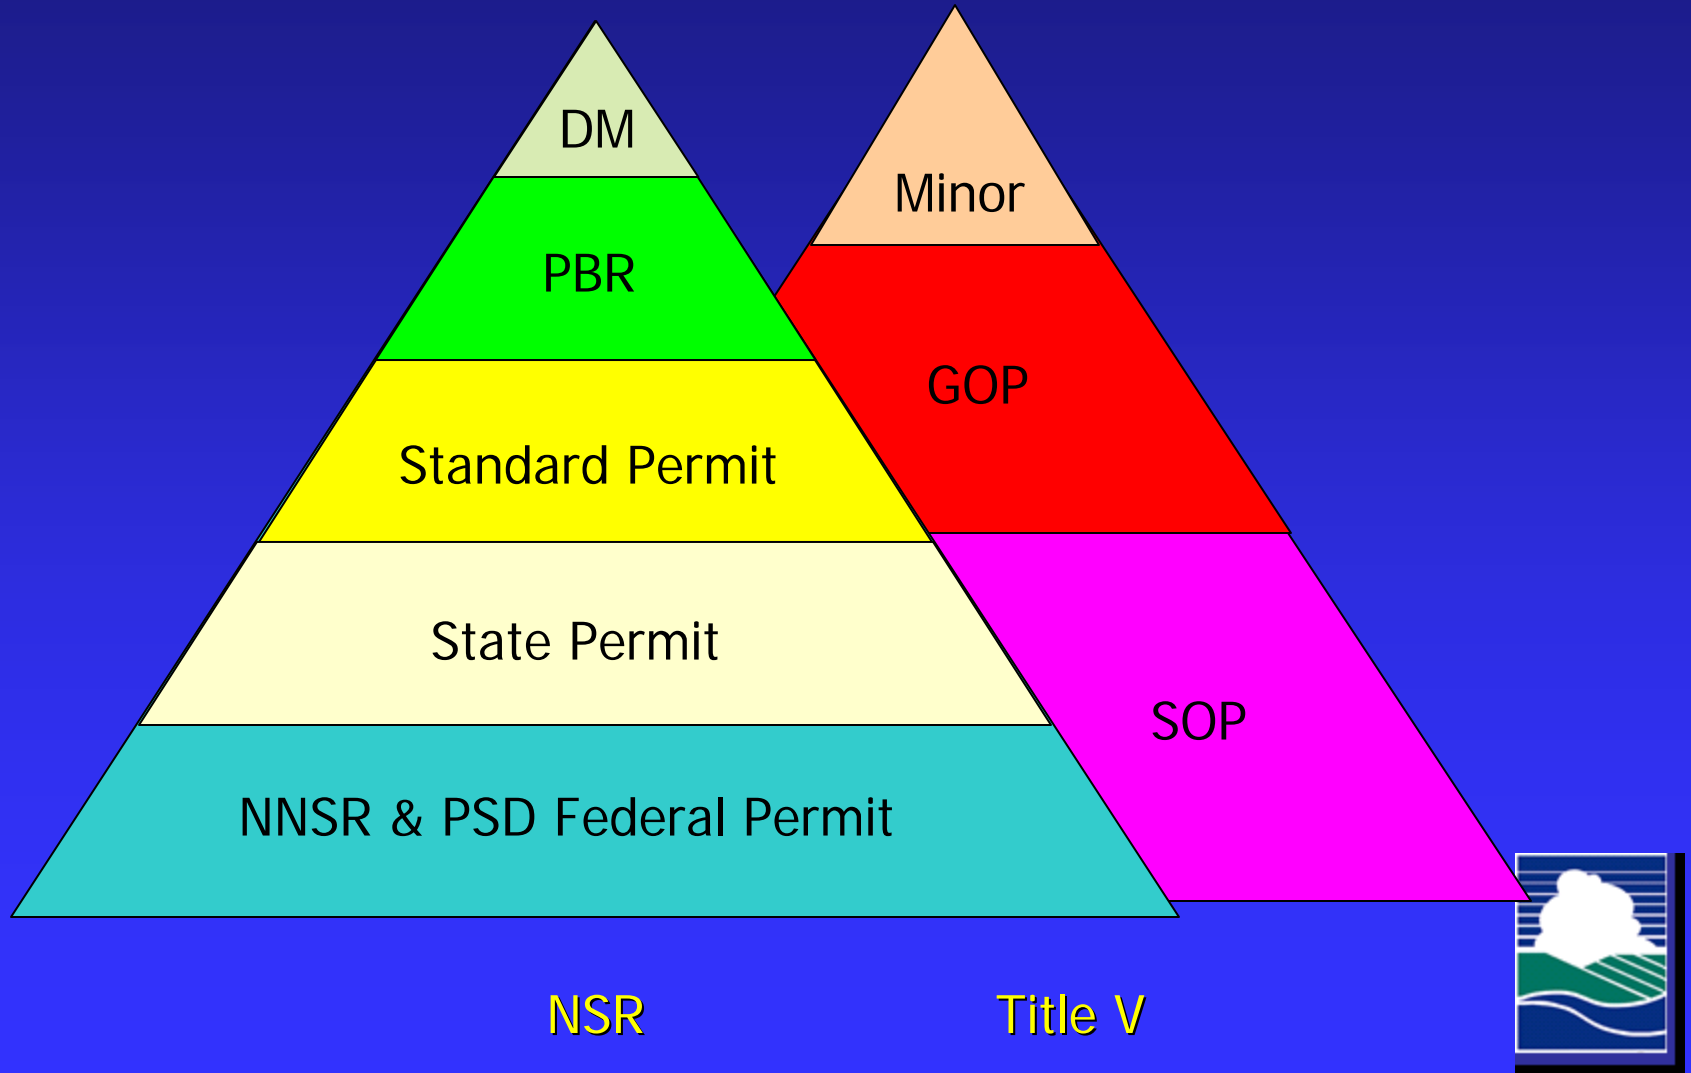 DM
PBR
Standard Permit
State Permit
NNSR & PSD Federal Permit
Minor
GOP
SOP
NSR
Title V